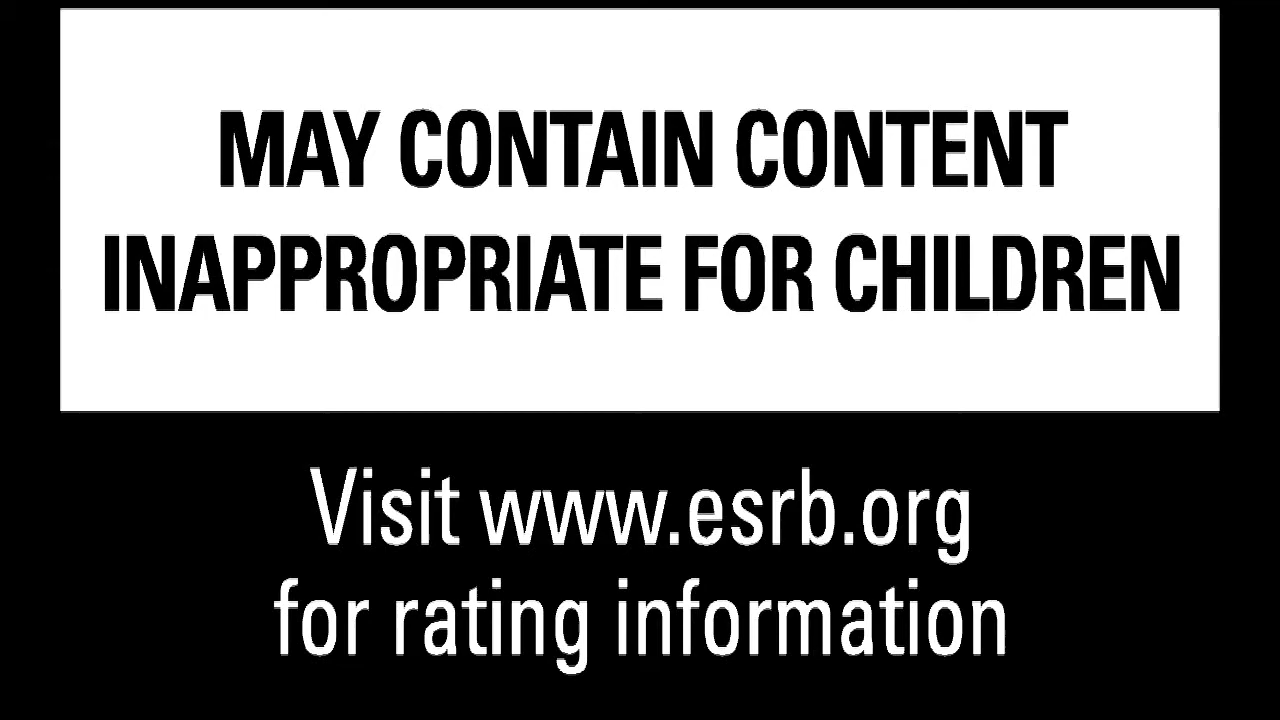 MAY CONTAIN CONTENT
INAPPROPRIATE FOR CHILDREN
Visit www.esrb.org
for rating information